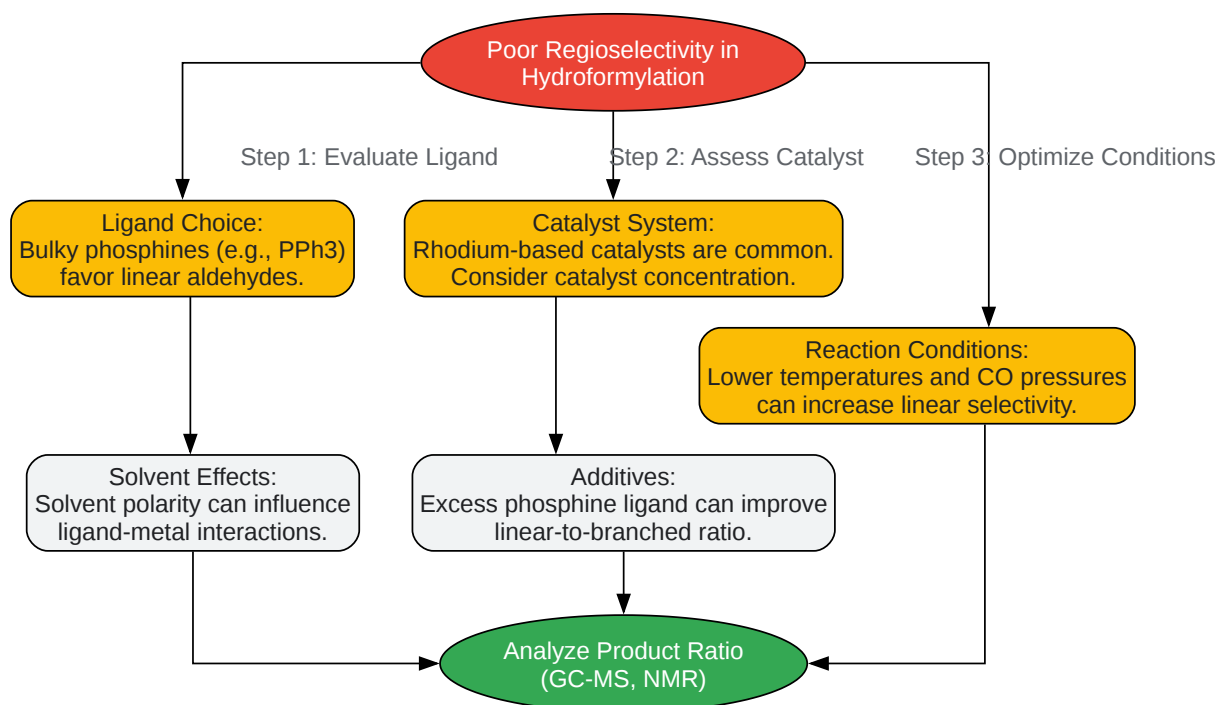 Poor Regioselectivity in
Hydroformylation
Step 1: Evaluate Ligand
Step 2: Assess Catalyst
Step 3: Optimize Conditions
Ligand Choice:
Bulky phosphines (e.g., PPh3)
favor linear aldehydes.
Catalyst System:
Rhodium-based catalysts are common.
Consider catalyst concentration.
Reaction Conditions:
Lower temperatures and CO pressures
can increase linear selectivity.
Solvent Effects:
Solvent polarity can influence
ligand-metal interactions.
Additives:
Excess phosphine ligand can improve
linear-to-branched ratio.
Analyze Product Ratio
(GC-MS, NMR)